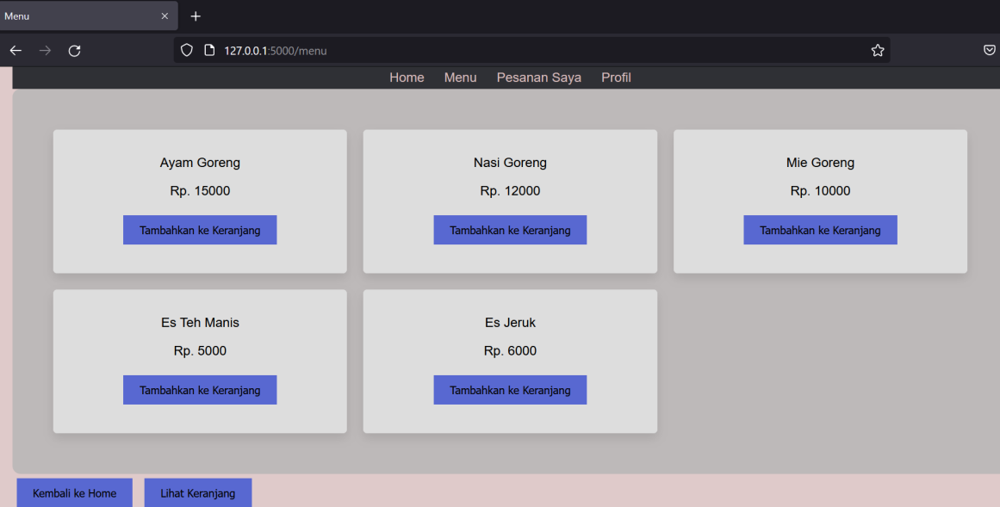 Menu
127.0.0.1:5000/menu
Home Menu Pesanan Saya Profil
Ayam Goreng
Rp. 15000
Tambahkan ke Keranjang
Nasi Goreng
Rp. 12000
Tambahkan ke Keranjang
Mie Goreng
Rp. 10000
Tambahkan ke Keranjang
Es Teh Manis
Rp. 5000
Tambahkan ke Keranjang
Es Jeruk
Rp. 6000
Tambahkan ke Keranjang
Kembali ke Home
Lihat Keranjang